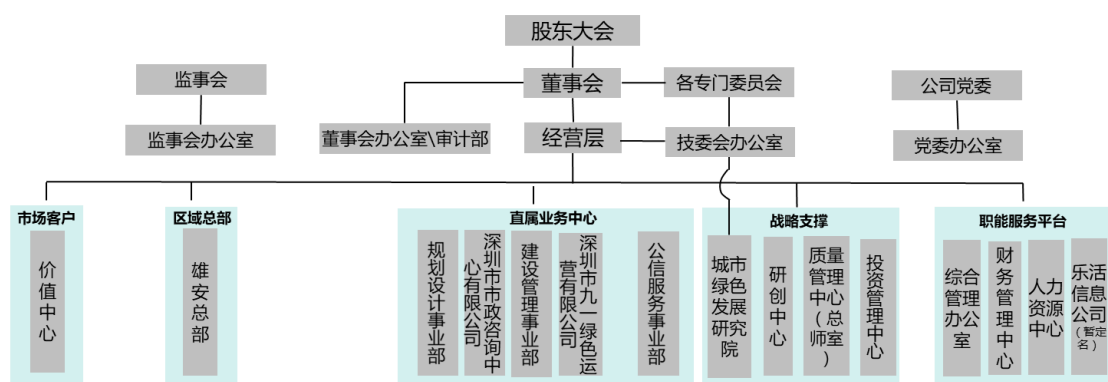 股东大会
监事会
董事会
各专门委员会
公司党委
监事会办公室
董事会办公室\审计部
经营层
技委会办公室
党委办公室
市场客户
区域总部
直属业务中心
战略支撑
职能服务平台
价值中心
雄安总部
规划设计事业部
深圳市市政咨询中
心有限公司
建设管理事业部
深圳市九一绿色运
营有限公司
公信服务事业部
城市
绿色
发展
研究
院
研创中心
质量
管理
中心
（总
师室
）
投资管理中心
综合
管理
办公
室
财务管理中心
人力
资源
中心
乐活
信息
公司
（暂定
名）